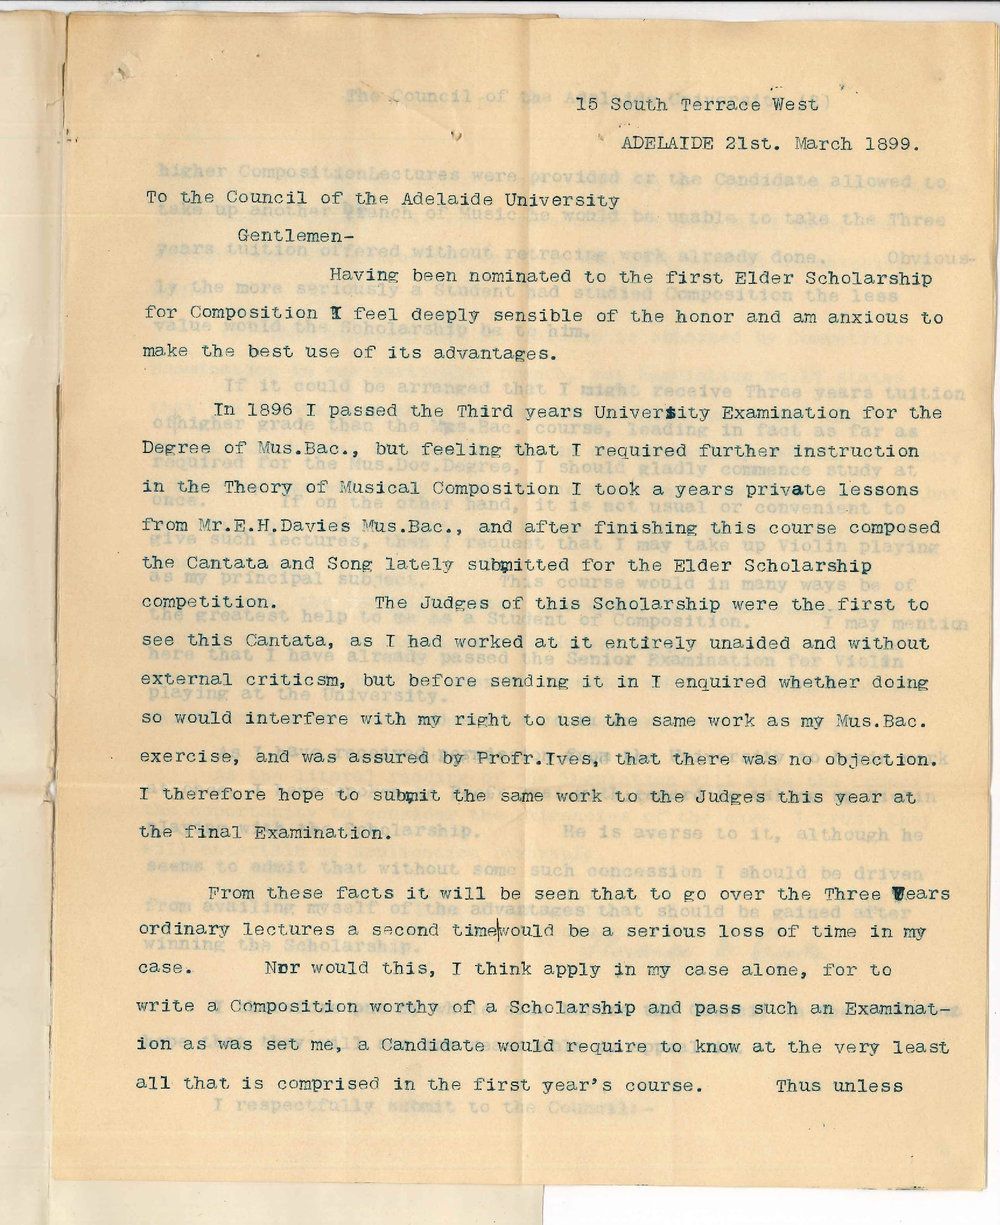 15 South Terrace West
ADELAIDE 21st. March 1899.
To the Council of the Adelaide University
Gentlemen-
Having been nominated to the first Elder Scholarship
for Composition I feel deeply sensible of the honor and am anxious to
make the best use of its advantages.
In 1896 I passed the Third years University Examination for the
Degree of Mus.Bac., but feeling that I required further instruction
in the Theory of Musical Composition I took a years private lessons
from Mr.E.H.Davies Mus.Bac., and after finishing this course composed
the Cantata and Song lately submitted for the Elder Scholarship
competition. The Judges of this Scholarship were the first to
see this Cantata, as I had worked at it entirely unaided and without
external criticsm, but before sending it in I enquired whether doing
so would interfere with my right to use the same work as my Mus.Bac.
exercise, and was assured by Profr.Ives, that there was no objection.
I therefore hope to submit the same work to the Judges this year at
the final Examination.
From these facts it will be seen that to go over the Three Years
ordinary lectures a second time|would be a serious loss of time in my
case. Nor would this, I think apply in my case alone, for to
write a Composition worthy of a Scholarship and pass such an Examinat-
ion as was set me, a Candidate would require to know at the very least
all that is comprised in the first year's course. Thus unless